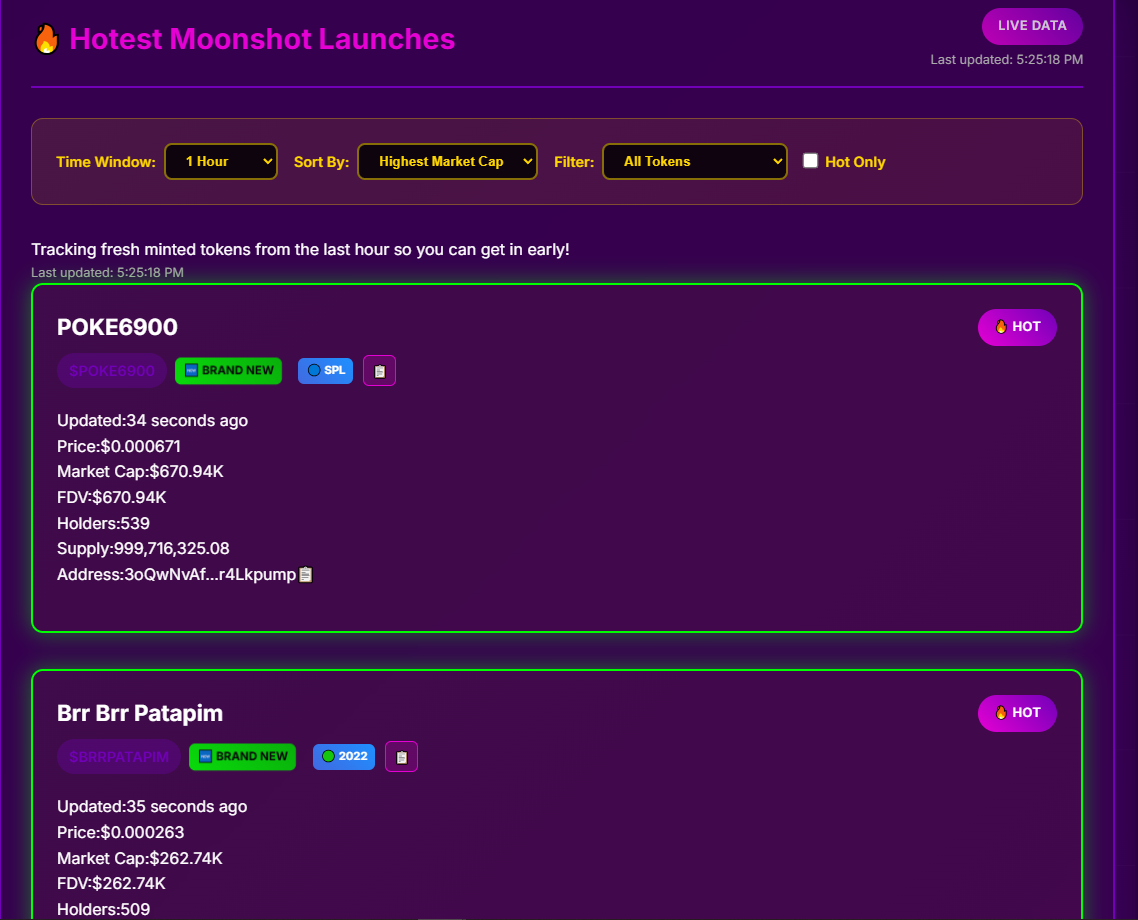 🔥 Hotest Moonshot Launches
LIVE DATA
Last updated: 5:25:18 PM
Time Window: 1 Hour Sort By: Highest Market Cap Filter: All Tokens Hot Only
Tracking fresh minted tokens from the last hour so you can get in early!
Last updated: 5:25:18 PM
POKE6900
🔥 HOT
$POKE6900 🆕 BRAND NEW 🔵 SPL 📋
Updated:34 seconds ago
Price:$0.000671
Market Cap:$670.94K
FDV:$670.94K
Holders:539
Supply:999,716,325.08
Address:3oQwNvAf...r4Lkpump📋
Brr Brr Patapim
🔥 HOT
$BRRPATAPIM 🆕 BRAND NEW 🟢 2022 📋
Updated:35 seconds ago
Price:$0.000263
Market Cap:$262.74K
FDV:$262.74K
Holders:509